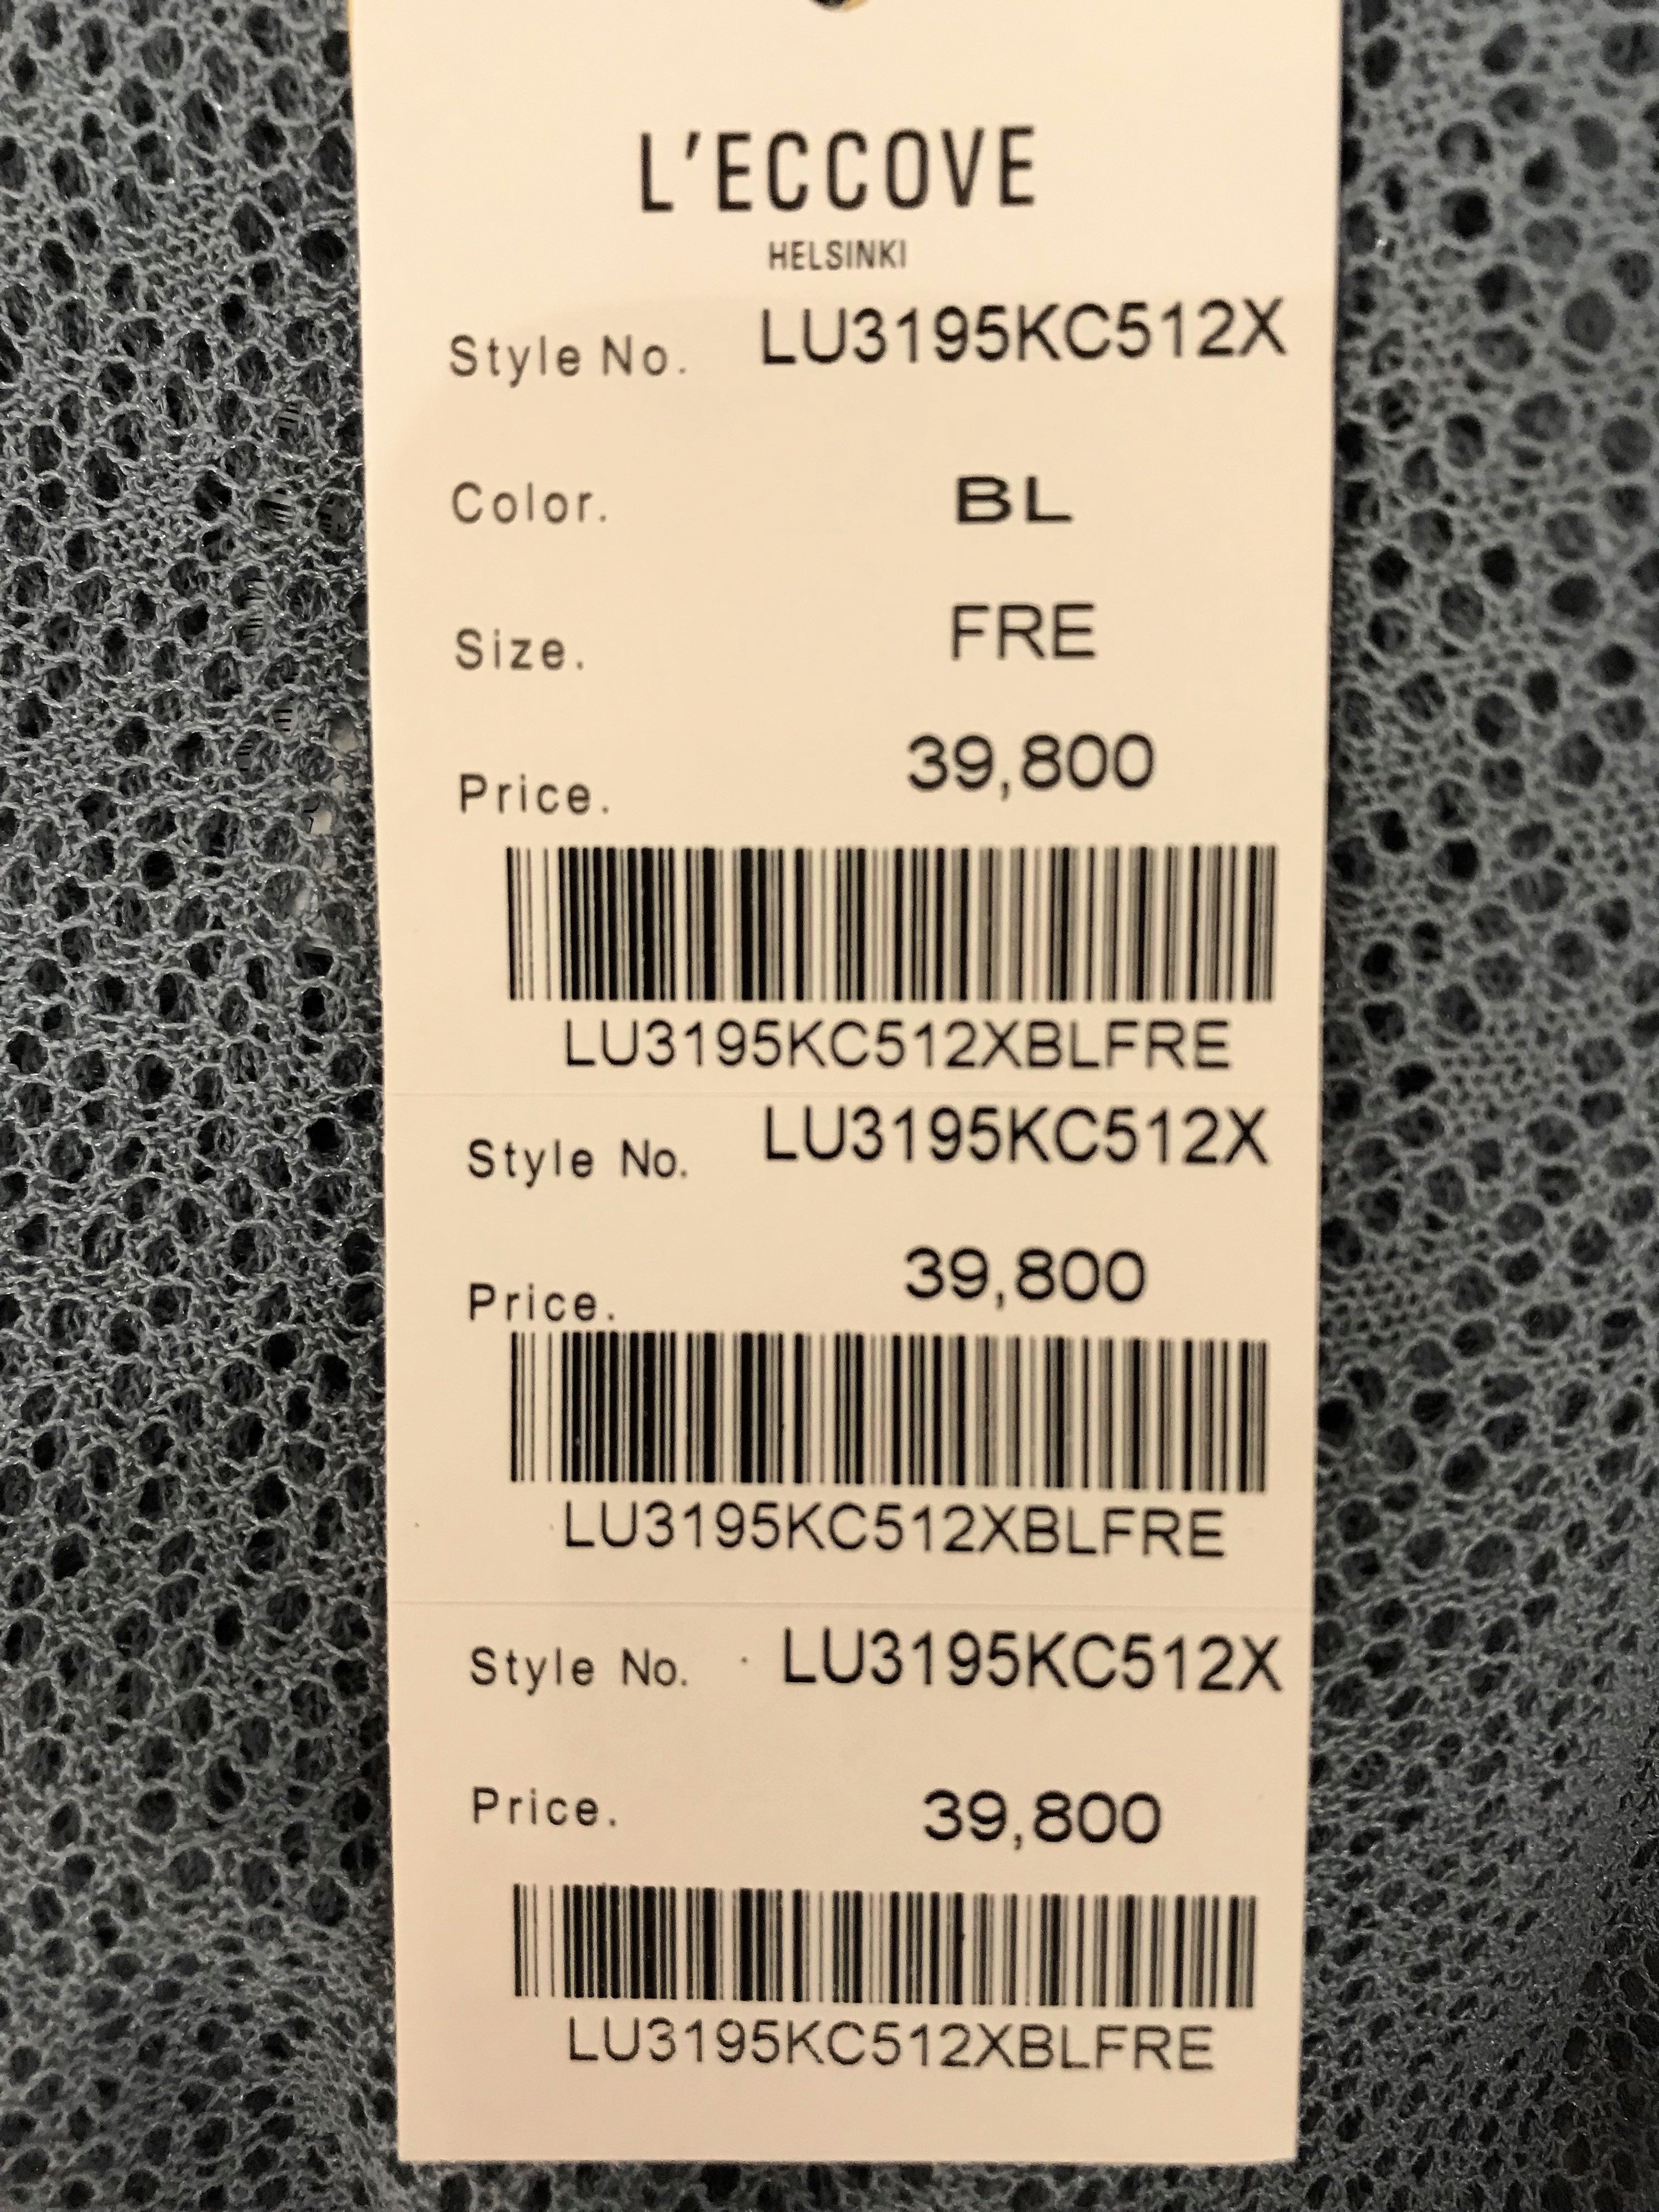 L'ECCOVE
HELSINKI
Style No. LU3195KC512X
Color. BL
Size. FRE
Price. 39,800
LU3195KC512XBLFRE
Style No. LU3195KC512X
Price. 39,800
LU3195KC512XBLFRE
Style No. LU3195KC512X
Price. 39,800
LU3195KC512XBLFRE